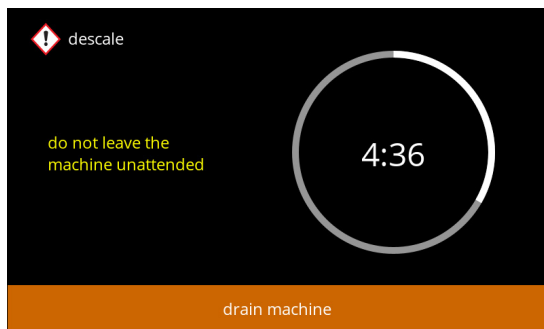 descale
do not leave the
machine unattended
4:36
drain machine